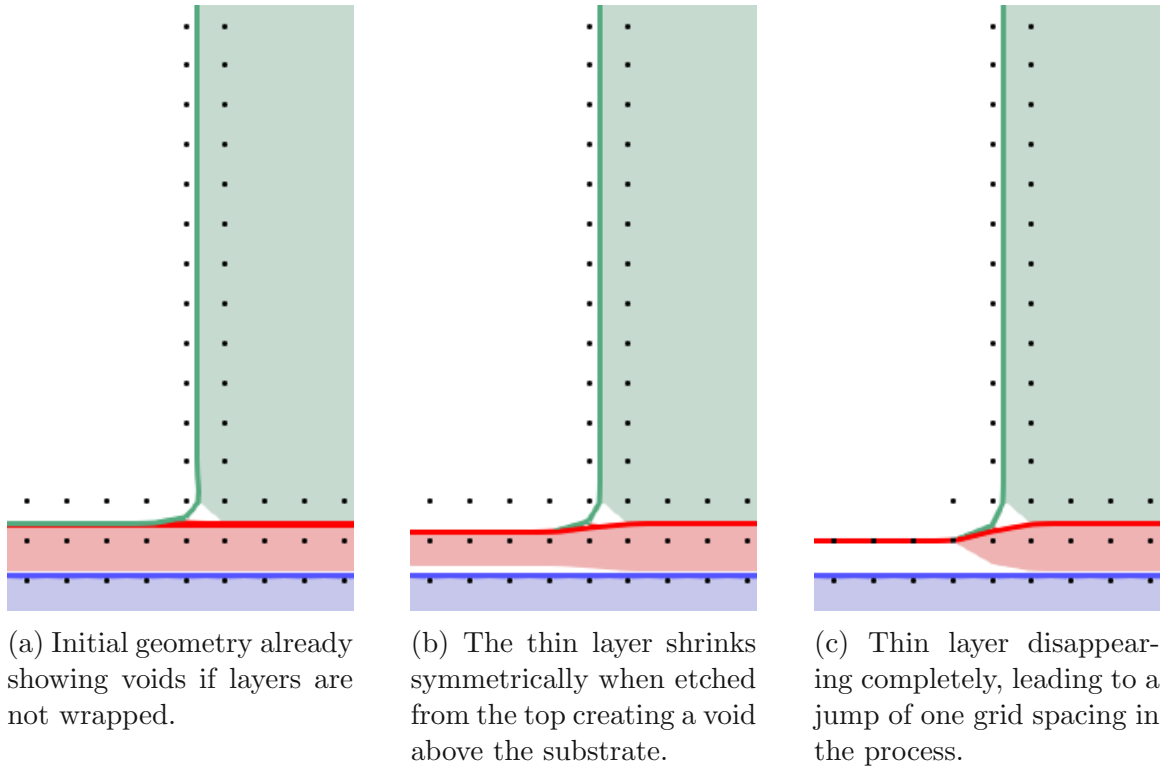 (a) Initial geometry already
showing voids if layers are
not wrapped.
(b) The thin layer shrinks
symmetrically when etched
from the top creating a void
above the substrate.
(c) Thin layer disappear-
ing completely, leading to a
jump of one grid spacing in
the process.